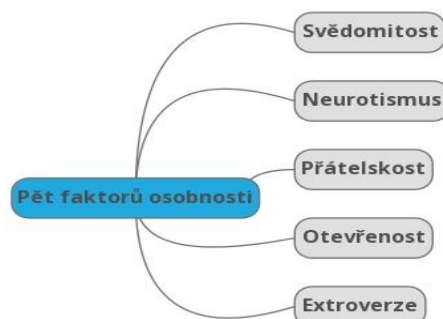 Svědomitost
Neurotismus
Přátelskost
Pět faktorů osobnosti
Otevřenost
Extroverze